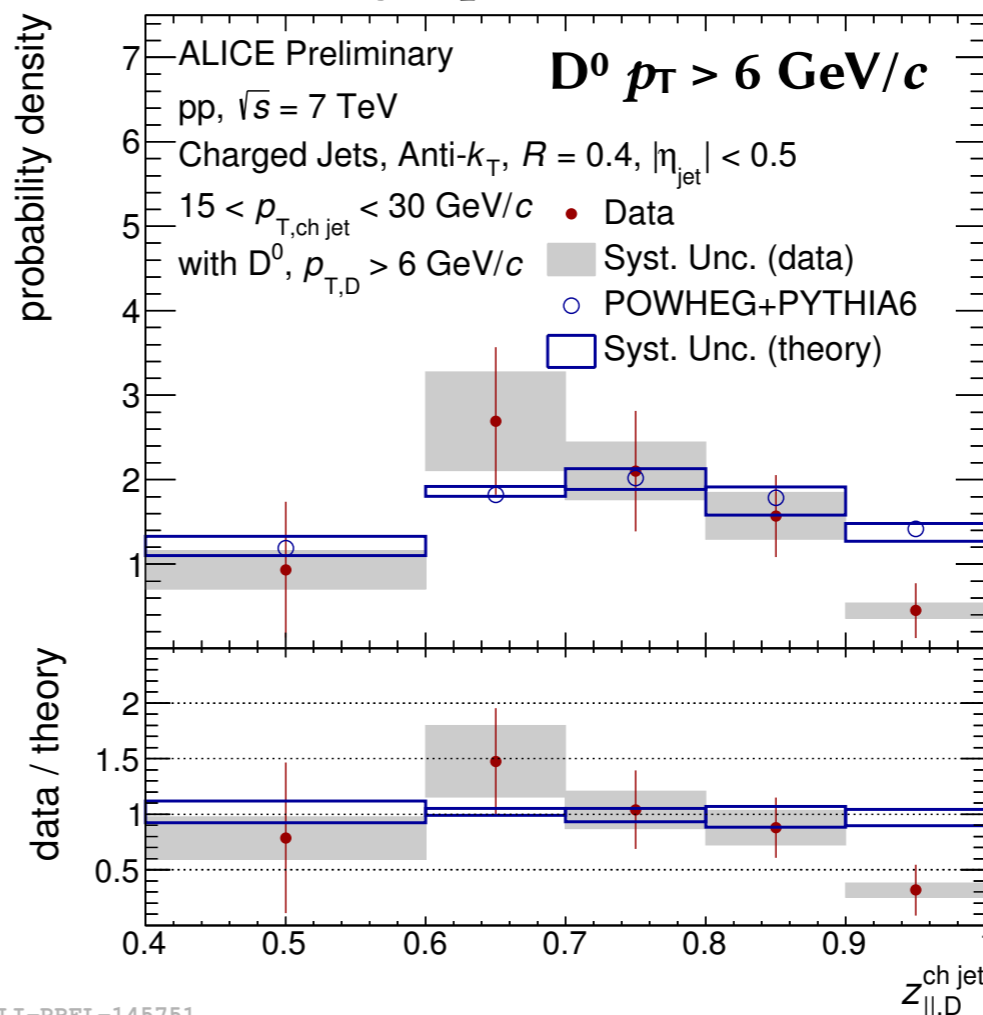 probability density
7
6
5
4
3
2
1
ALICE Preliminary
D⁰ pT > 6 GeV/c
pp, √s = 7 TeV
Charged Jets, Anti-kT, R = 0.4, |ηjet| < 0.5
15 < pT,ch jet < 30 GeV/c
with D⁰, pT,D > 6 GeV/c
Data
Syst. Unc. (data)
POWHEG+PYTHIA6
Syst. Unc. (theory)
data / theory
2
1.5
1
0.5
0.4 0.5 0.6 0.7 0.8 0.9
z||,D ch jet
145751